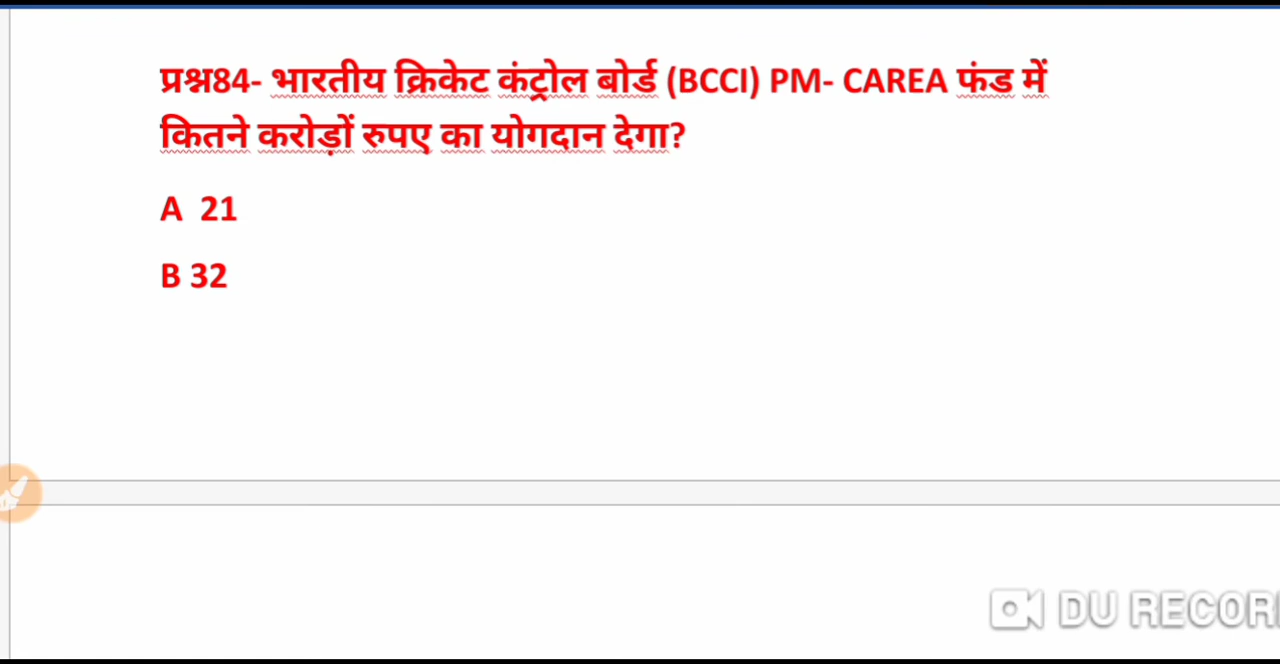 प्रश्न84- भारतीय क्रिकेट कंट्रोल बोर्ड (BCCI) PM- CAREA फंड में
कितने करोड़ों रुपए का योगदान देगा?
A 21
B 32
DU RECOR